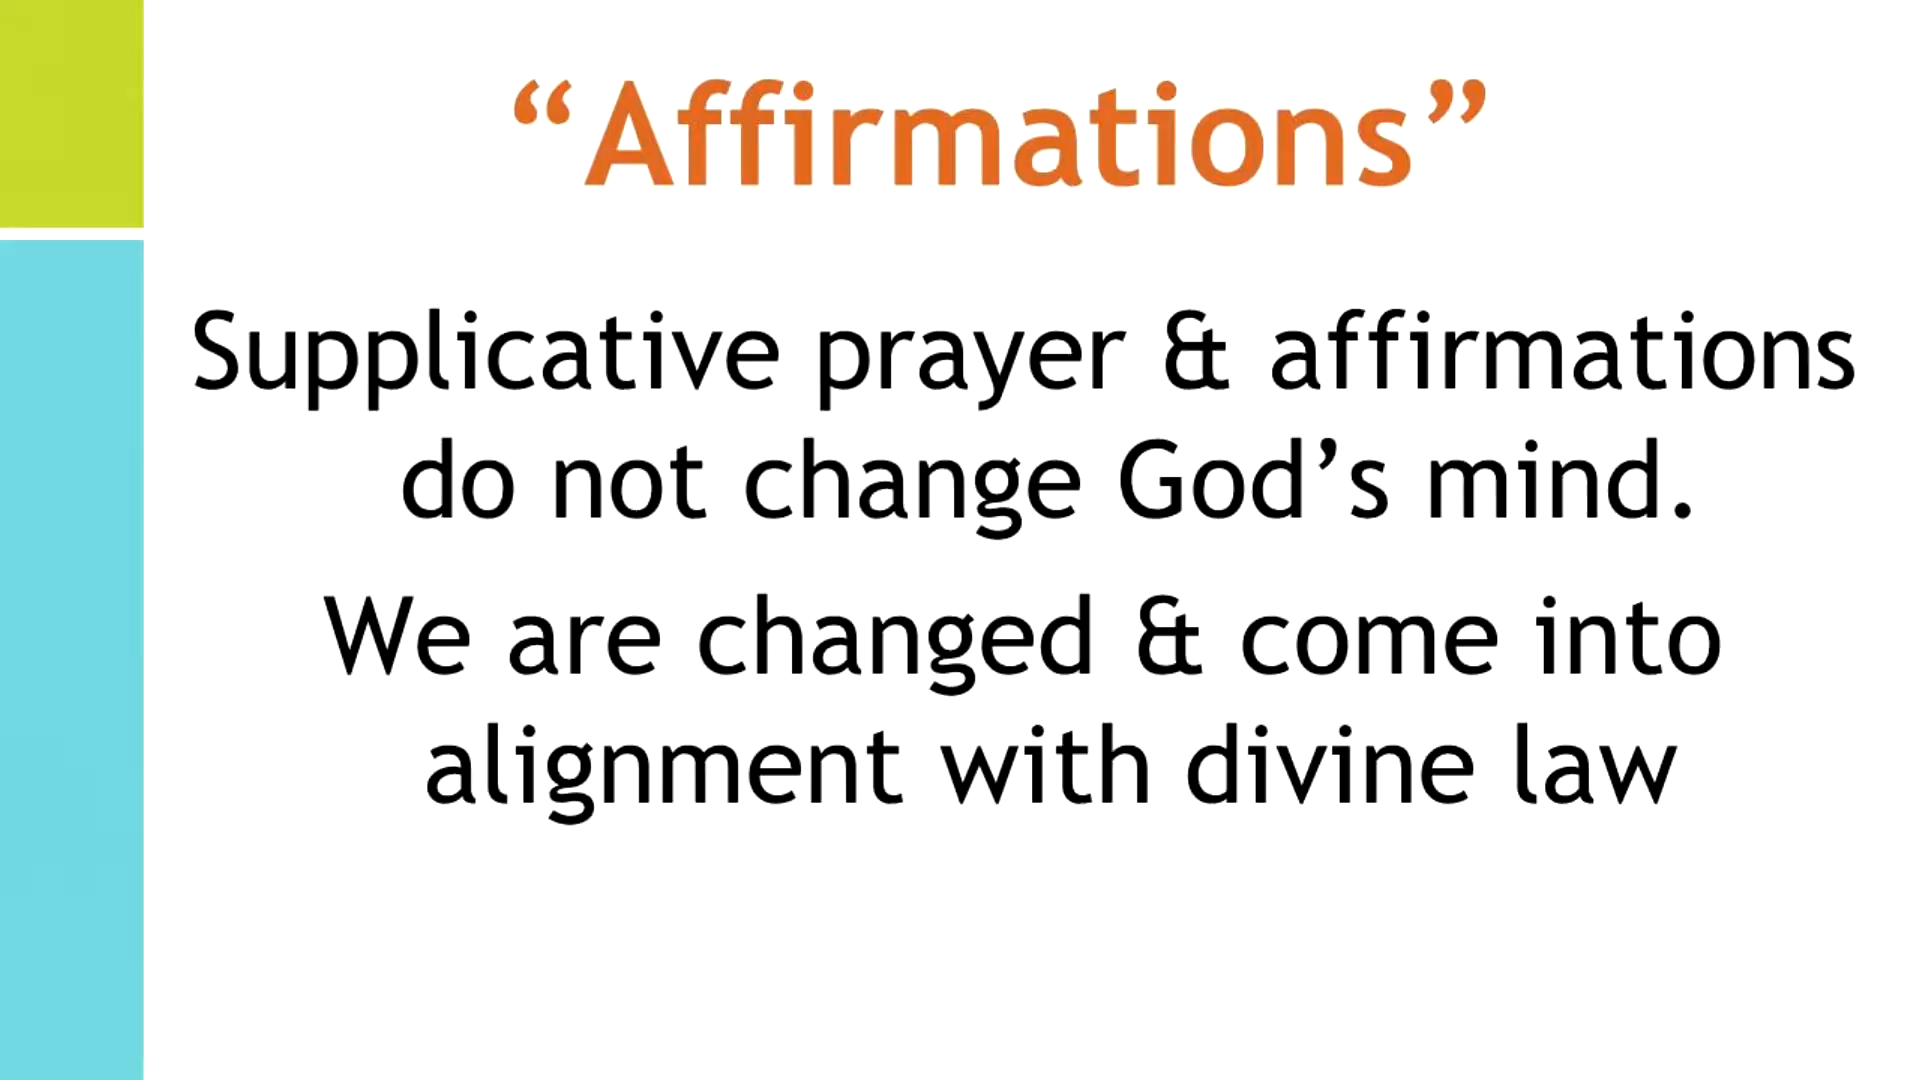 “Affirmations”
Supplicative prayer & affirmations
do not change God’s mind.
We are changed & come into
alignment with divine law